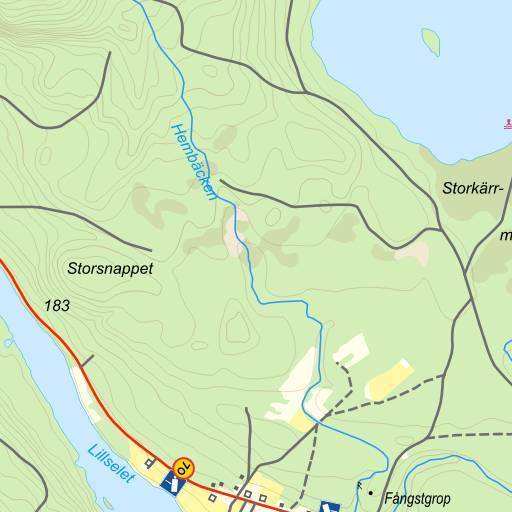 Hembäcken
Storkärr-
m
Storsnappet
183
Lillselet
70
Fångstgrop